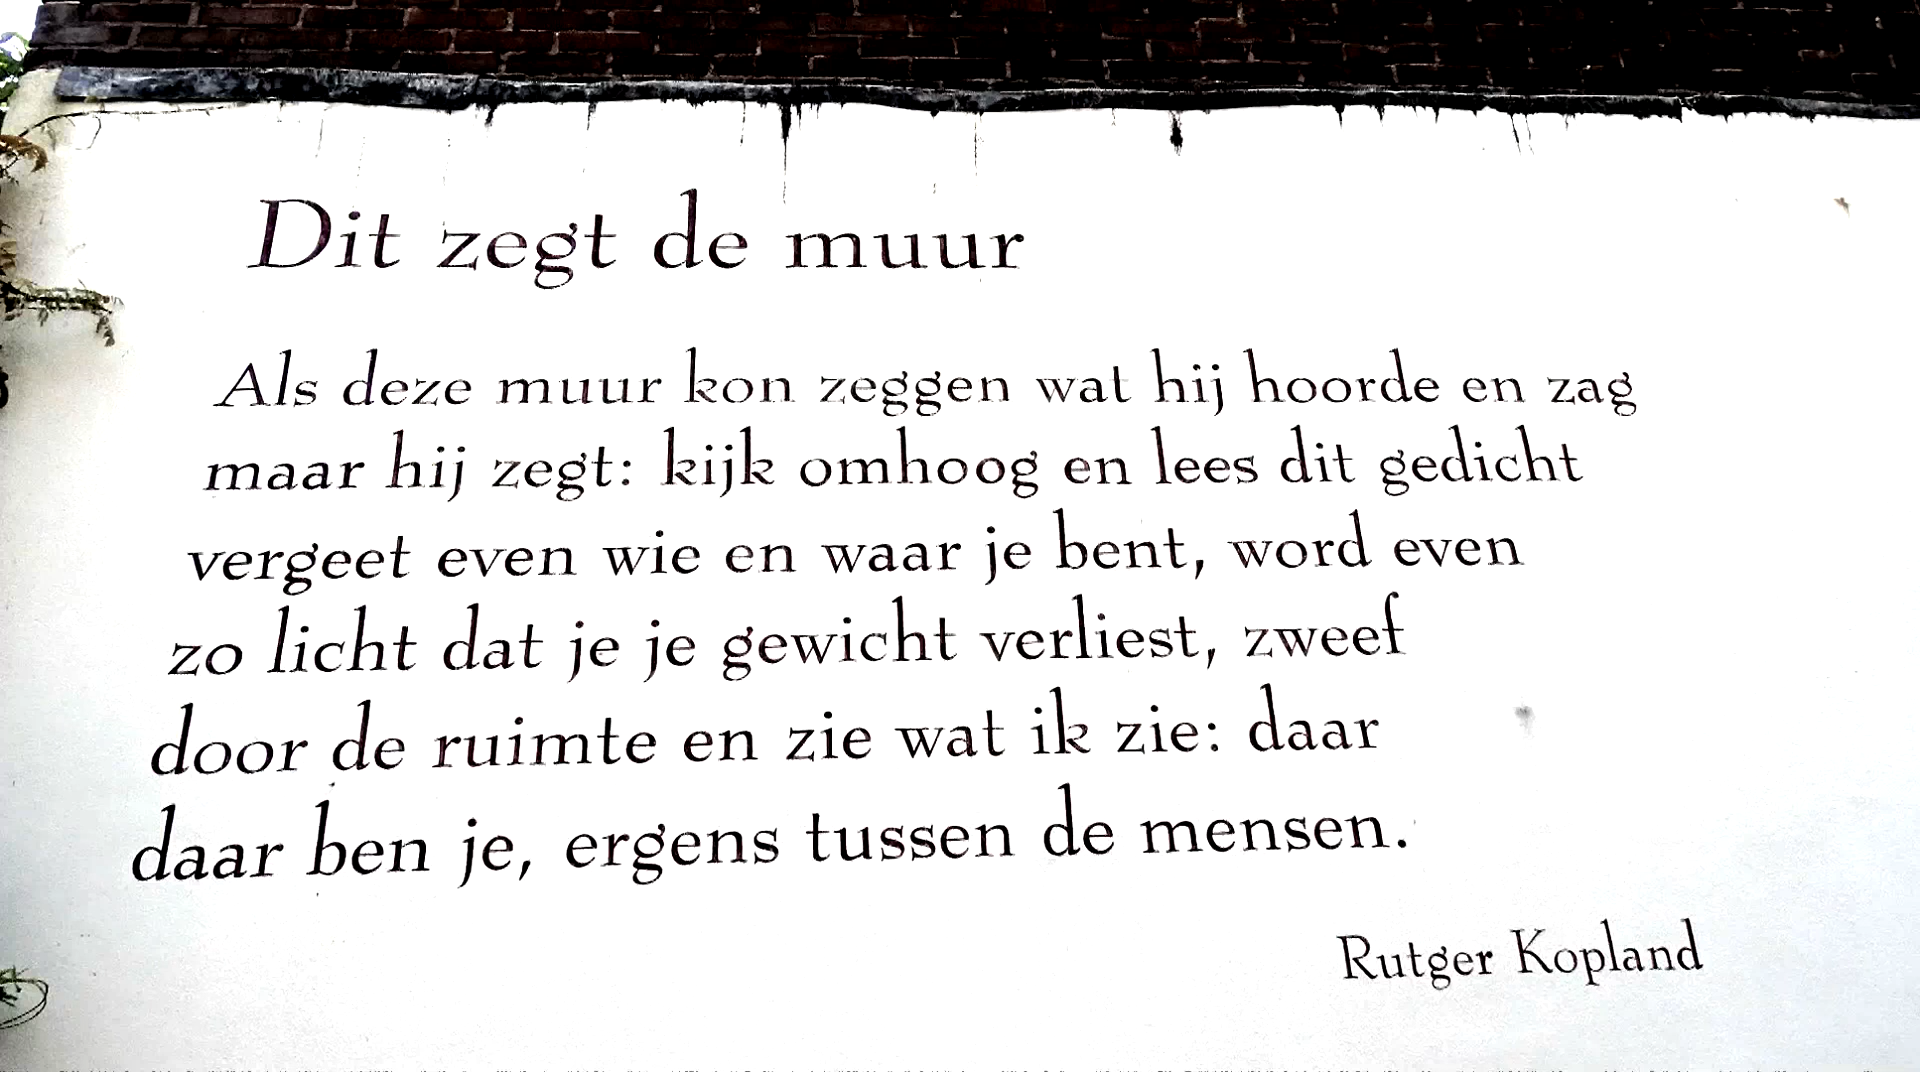 Dit zegt de muur
Als deze muur kon zeggen wat hij hoorde en zag
maar hij zegt: kijk omhoog en lees dit gedicht
vergeet even wie en waar je bent, word even
zo licht dat je je gewicht verliest, zweef
door de ruimte en zie wat ik zie: daar
daar ben je, ergens tussen de mensen.
Rutger Kopland